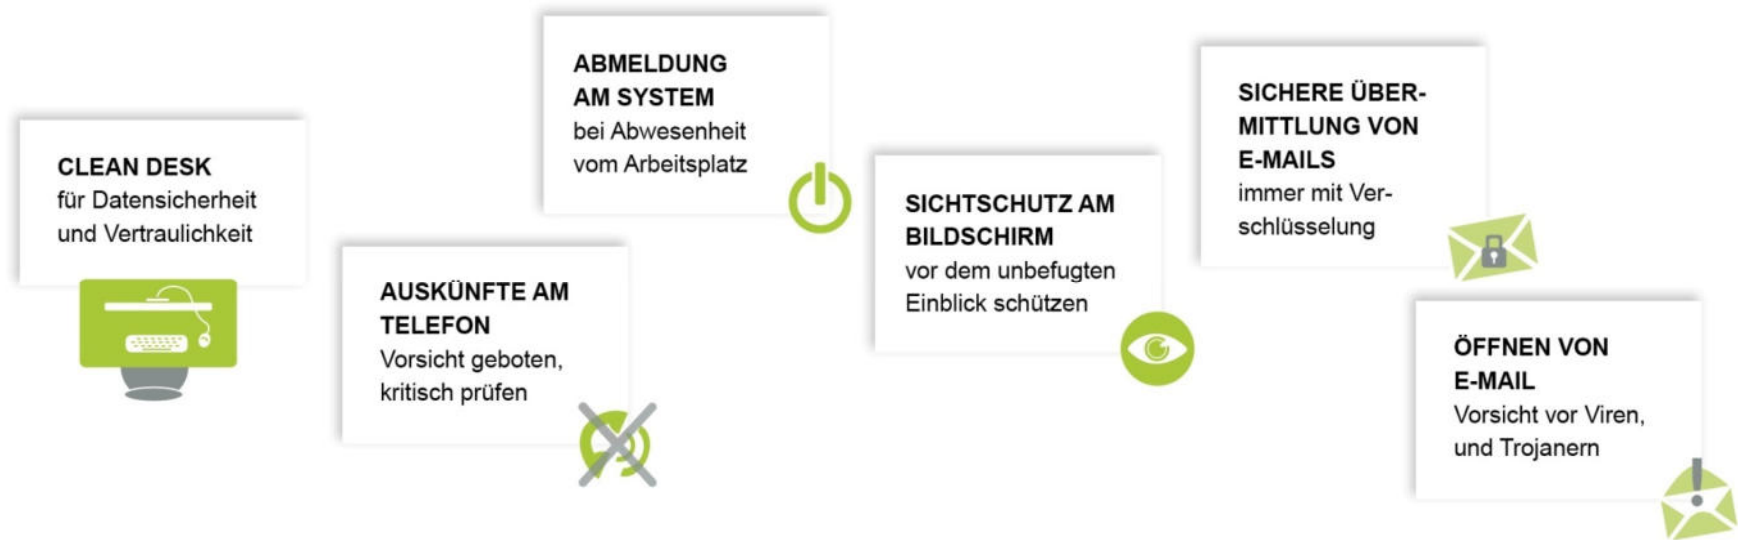 CLEAN DESK
für Datensicherheit
und Vertraulichkeit
AUSKÜNFTE AM
TELEFON
Vorsicht geboten,
kritisch prüfen
ABMELDUNG
AM SYSTEM
bei Abwesenheit
vom Arbeitsplatz
SICHTSCHUTZ AM
BILDSCHIRM
vor dem unbefugten
Einblick schützen
SICHERE ÜBER-
MITTLUNG VON
E-MAILS
immer mit Ver-
schlüsselung
ÖFFNEN VON
E-MAIL
Vorsicht vor Viren,
und Trojanern